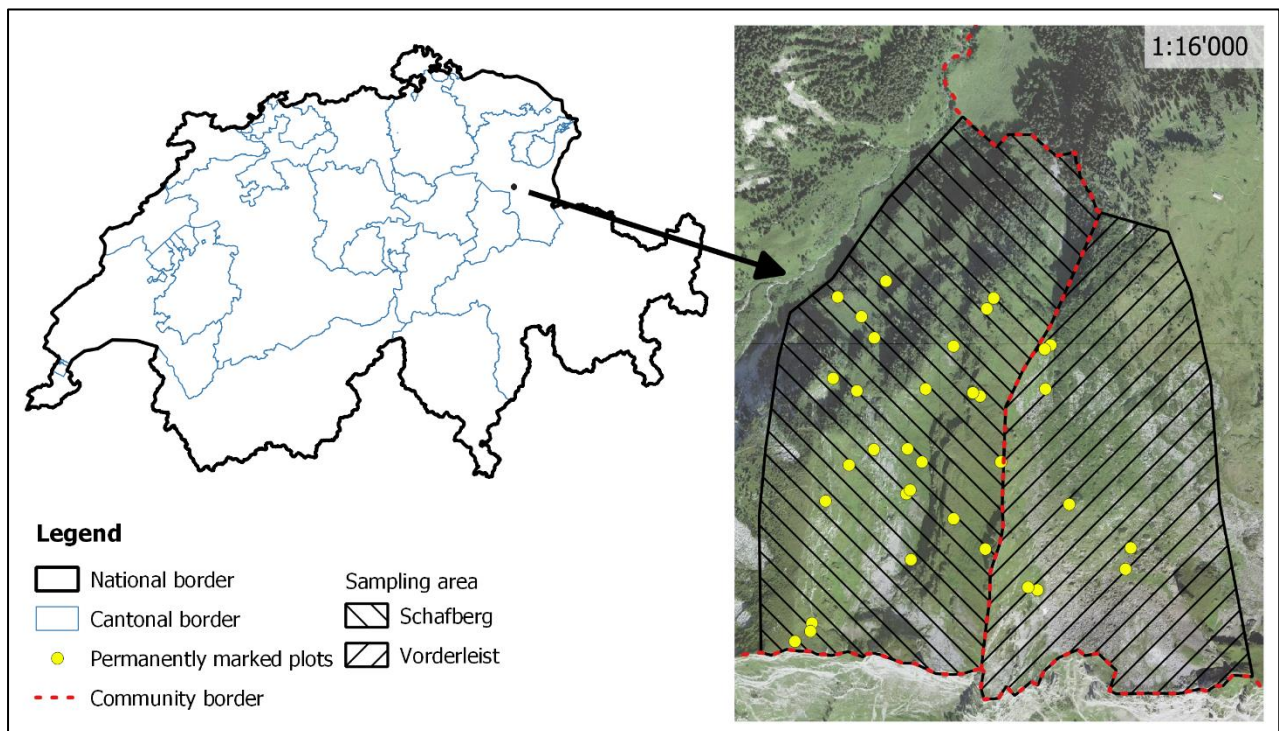 1:16'000
Legend
National border
Cantonal border
Permanently marked plots
Community border
Sampling area
Schafberg
Vorderleist